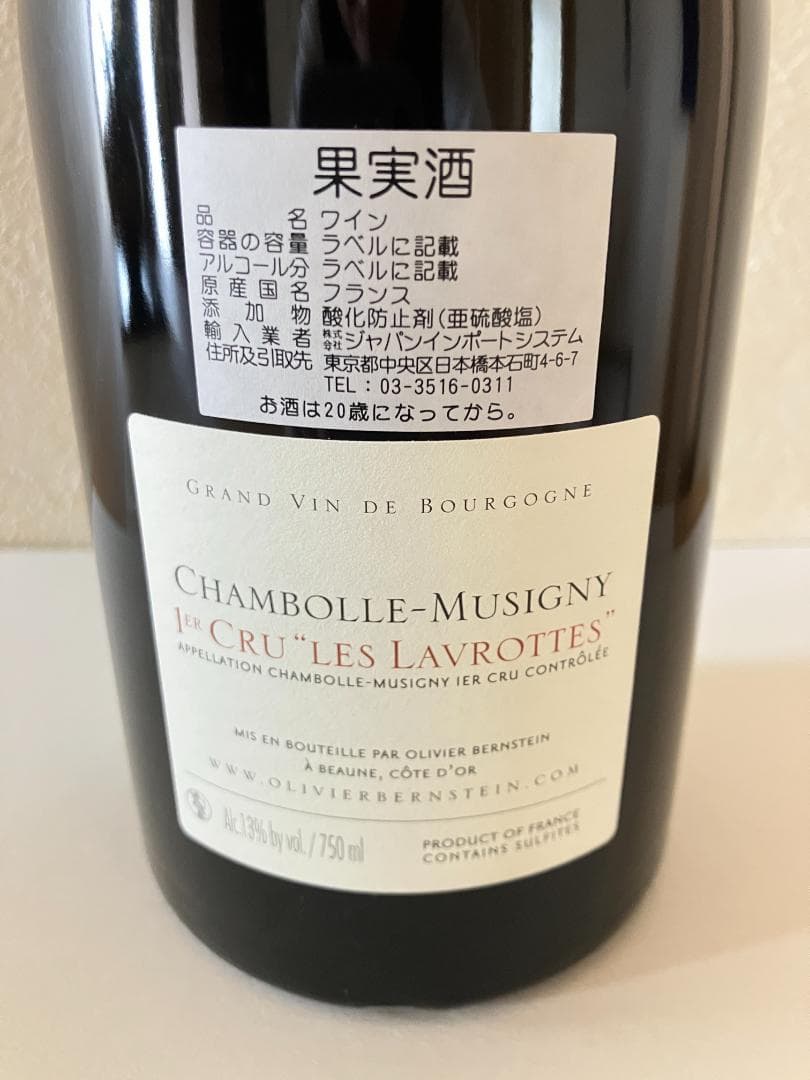 果実酒
品名 ワイン
容器の容量 ラベルに記載
アルコール分 ラベルに記載
原産国名 フランス
添加物 酸化防止剤(亜硫酸塩)
輸入業者 株式会社ジャパンインポートシステム
住所及引取先 東京都中央区日本橋本石町4-6-7
TEL : 03-3516-0311
お酒は20歳になってから。
GRAND VIN DE BOURGOGNE
CHAMBOLLE-MUSIGNY
1ER CRU "LES LAVROTTES"
APPELLATION CHAMBOLLE-MUSIGNY 1ER CRU CONTRÔLÉE
MIS EN BOUTEILLE PAR OLIVIER BERNSTEIN
À BEAUNE, CÔTE D'OR
WWW.OLIVIERBERNSTEIN.COM
Alc.13% by vol. / 750 ml
PRODUCT OF FRANCE
CONTAINS SULFITES